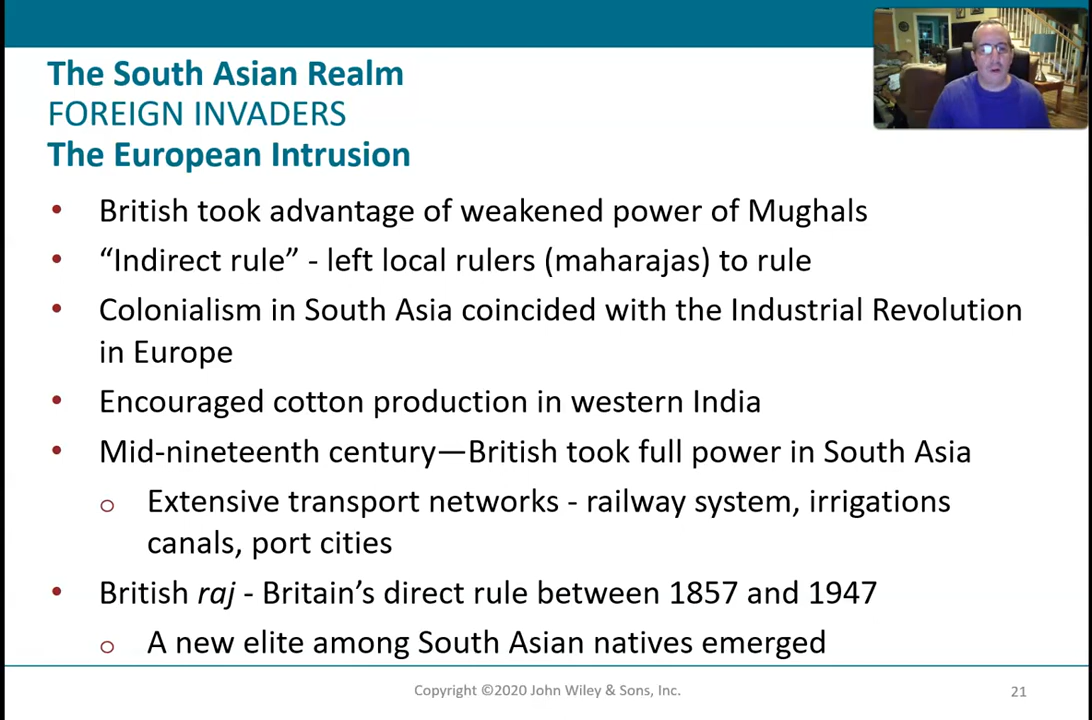 The South Asian Realm
FOREIGN INVADERS
The European Intrusion
• British took advantage of weakened power of Mughals
• “Indirect rule” - left local rulers (maharajas) to rule
• Colonialism in South Asia coincided with the Industrial Revolution
in Europe
• Encouraged cotton production in western India
• Mid-nineteenth century—British took full power in South Asia
o Extensive transport networks - railway system, irrigations
canals, port cities
• British raj - Britain’s direct rule between 1857 and 1947
o A new elite among South Asian natives emerged
Copyright ©2020 John Wiley & Sons, Inc.
21